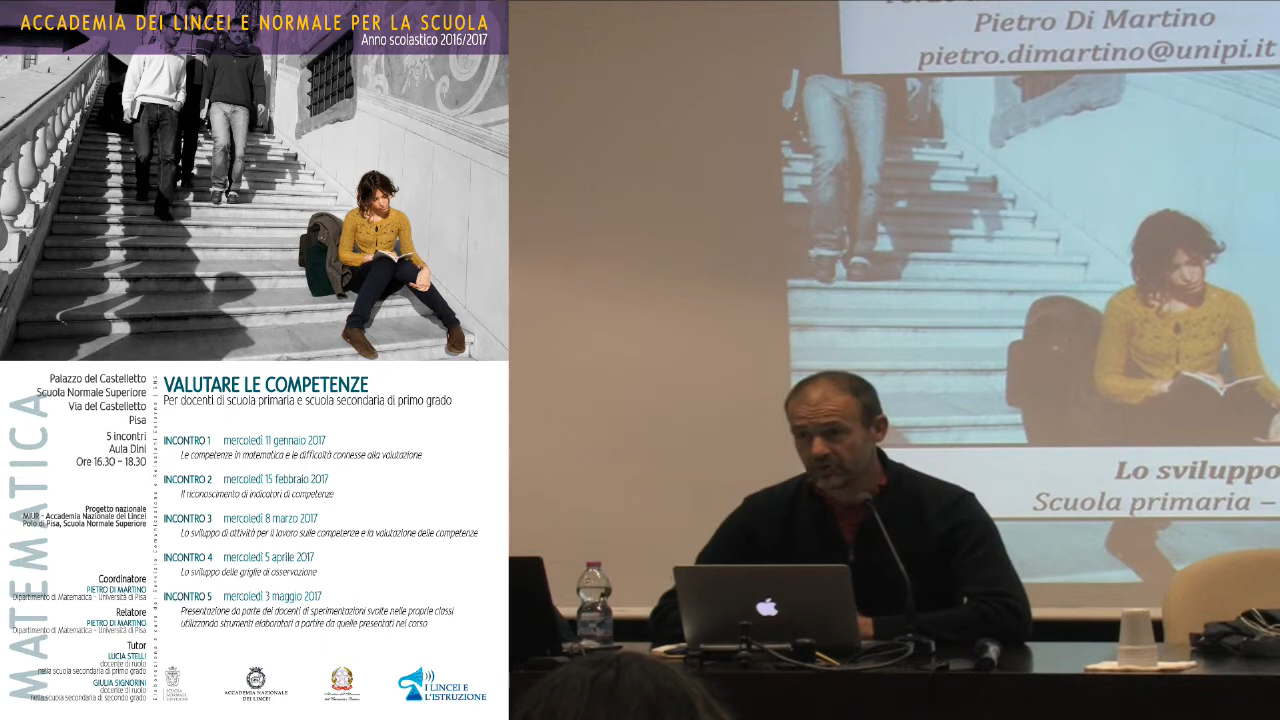 ACCADEMIA DEI LINCEI E NORMALE PER LA SCUOLA
Anno scolastico 2016/2017
MATEMATICA
Palazzo del Castelletto
Scuola Normale Superiore
Via del Castelletto
Pisa
5 incontri
Aula Dini
Ore 16.30 – 18.30
Progetto nazionale
MIUR - Accademia Nazionale dei Lincei
Polo di Pisa, Scuola Normale Superiore
Coordinatore
PIETRO DI MARTINO
Dipartimento di Matematica - Università di Pisa
Relatore
PIETRO DI MARTINO
Dipartimento di Matematica - Università di Pisa
Tutor
LUCIA STELLI
docente di ruolo
nella scuola secondaria di primo grado
GIULIA SIGNORINI
docente di ruolo
nella scuola secondaria di secondo grado
VALUTARE LE COMPETENZE
Per docenti di scuola primaria e scuola secondaria di primo grado
INCONTRO 1 mercoledì 11 gennaio 2017
Le competenze in matematica e le difficoltà connesse alla valutazione
INCONTRO 2 mercoledì 15 febbraio 2017
Il riconoscimento di indicatori di competenze
INCONTRO 3 mercoledì 8 marzo 2017
Lo sviluppo di attività per il lavoro sulle competenze e la valutazione delle competenze
INCONTRO 4 mercoledì 5 aprile 2017
Lo sviluppo delle griglie di osservazione
INCONTRO 5 mercoledì 3 maggio 2017
Presentazione da parte dei docenti di sperimentazioni svolte nelle proprie classi
utilizzando strumenti elaboratori a partire da quelle presentati nel corso
SCUOLA
NORMALE
SUPERIORE
ACCADEMIA NAZIONALE
DEI LINCEI
I LINCEI E
L'ISTRUZIONE
Pietro Di Martino
pietro.dimartino@unipi.it
Lo sviluppo
Scuola primaria –